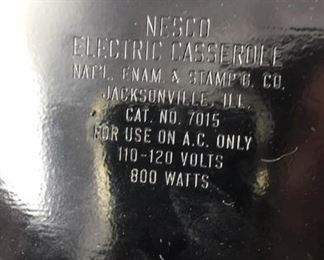 NESCO
ELECTRIC CASSEROLE
NAT'L. ENAM. & STAMP'G. CO.
JACKSONVILLE, ILL.
CAT. NO. 7015
FOR USE ON A.C. ONLY
110-120 VOLTS
800 WATTS